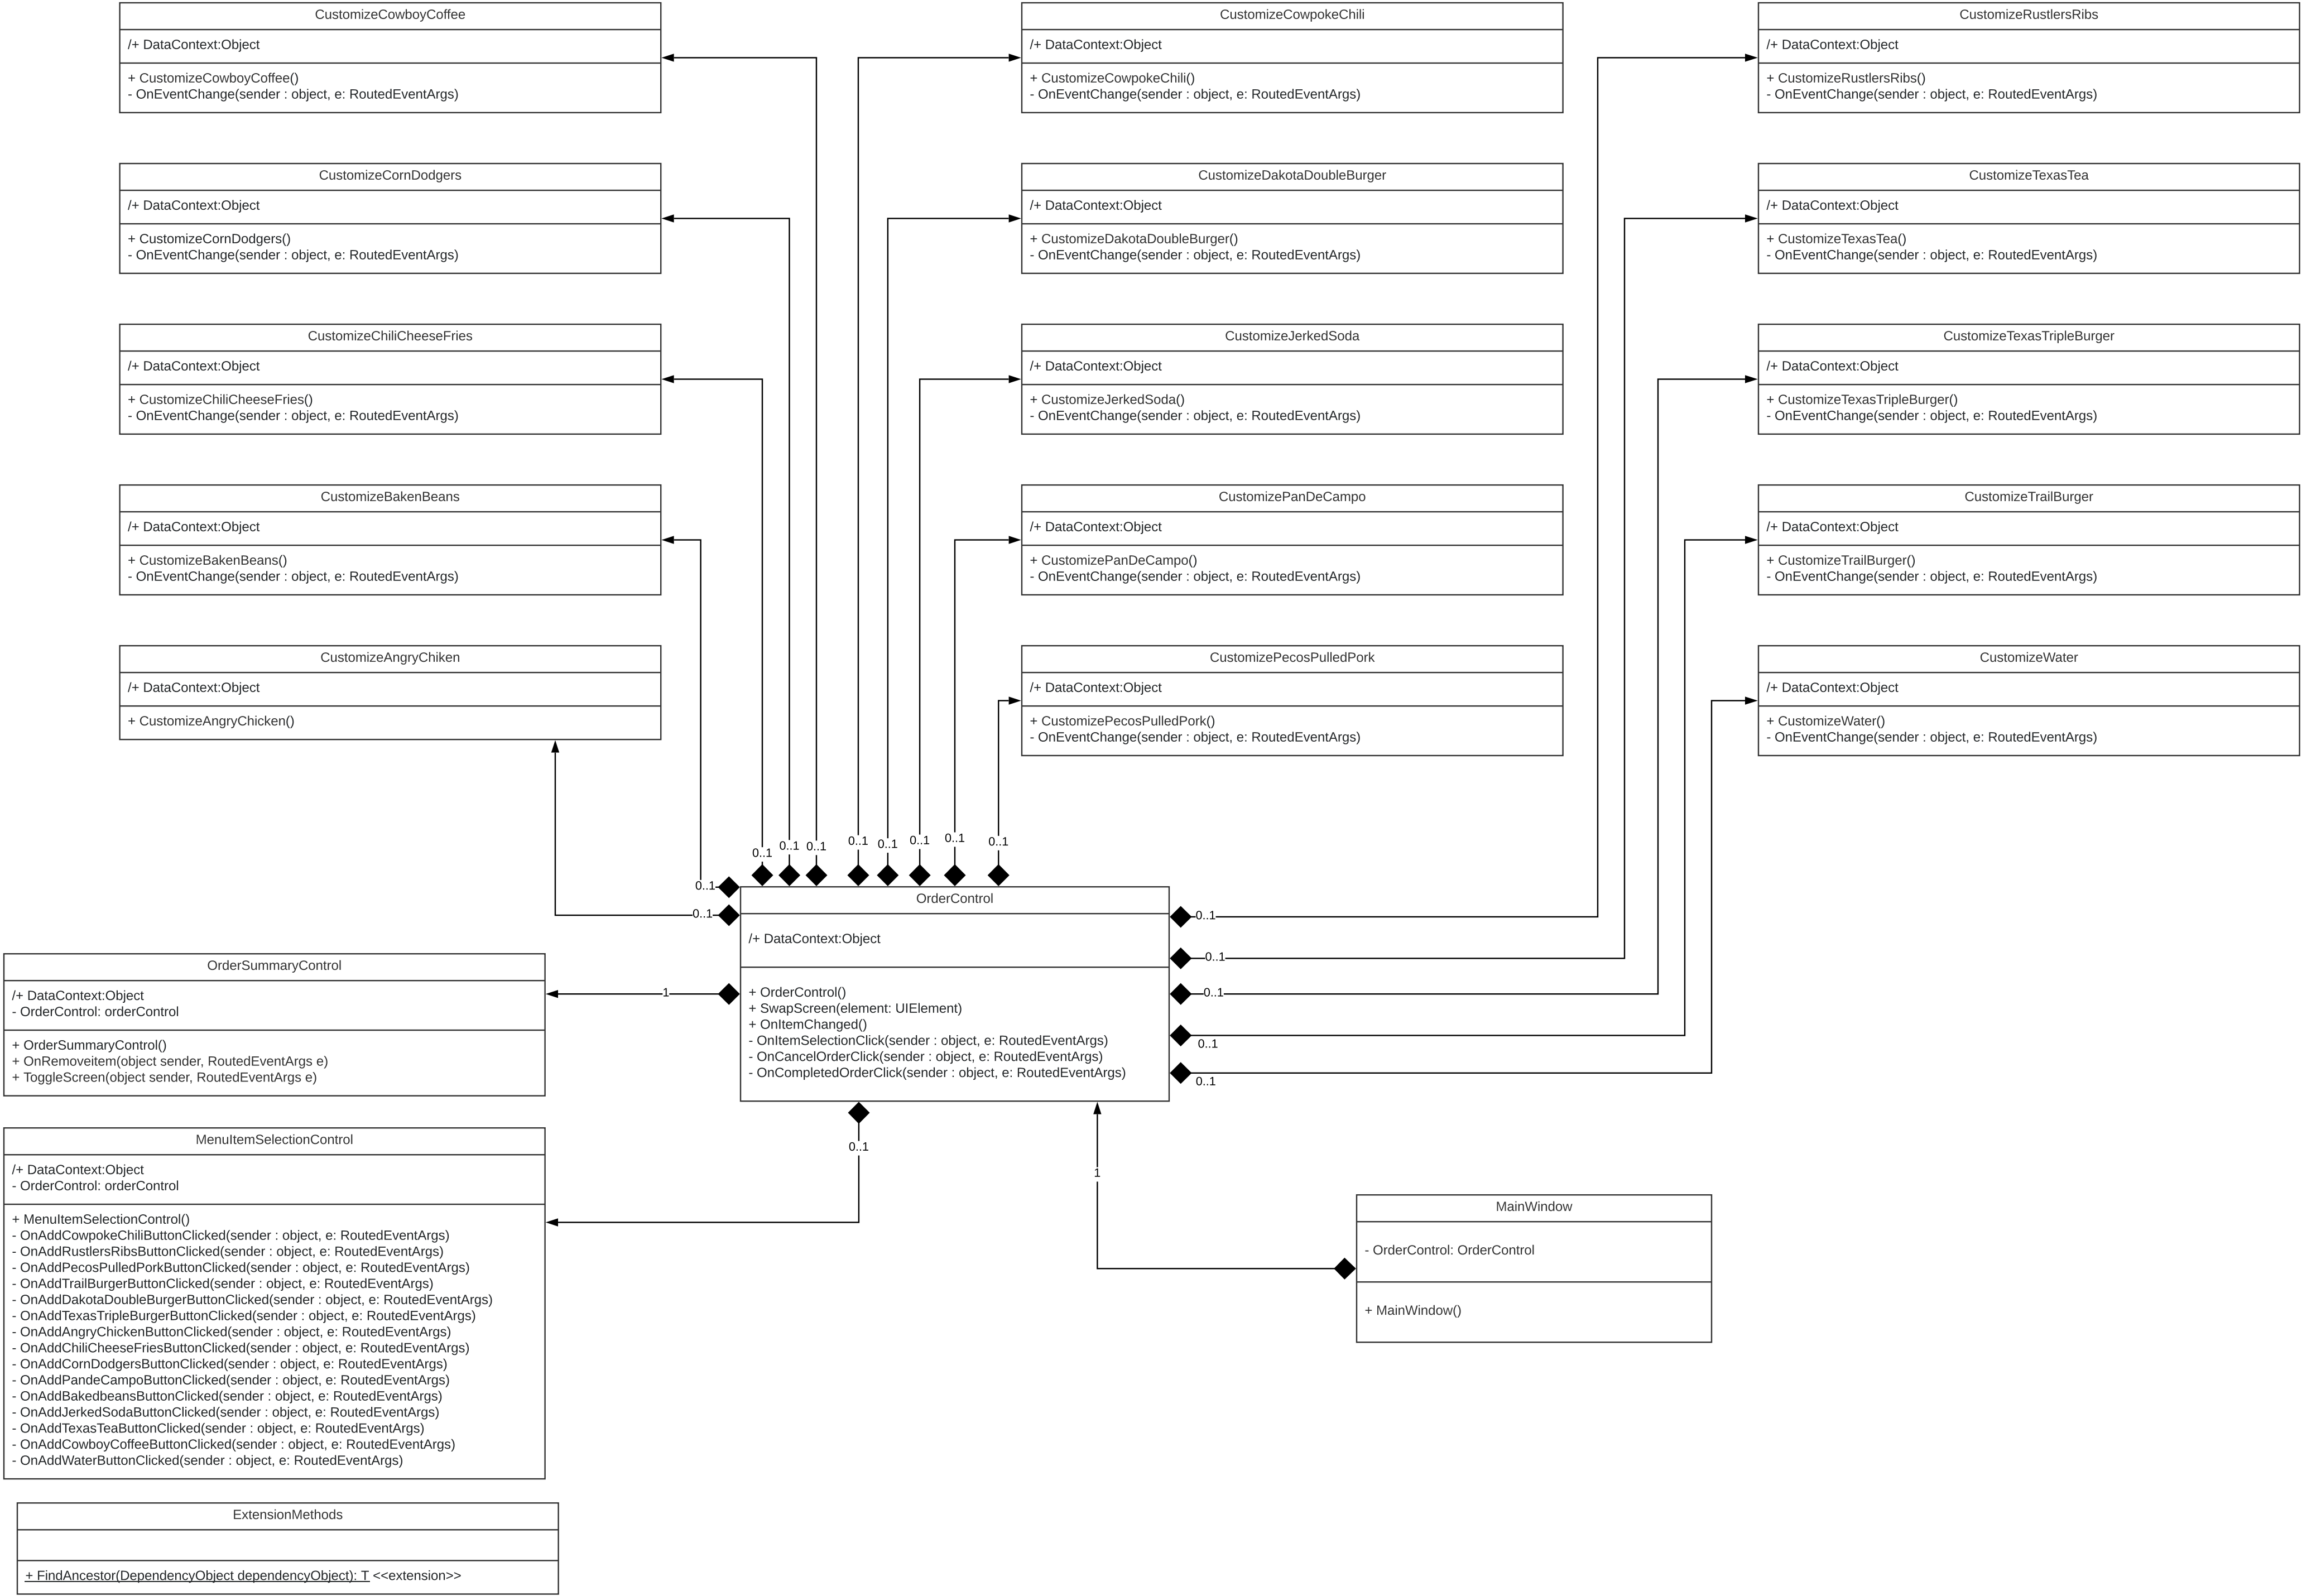 CustomizeCowboyCoffee
/+ DataContext:Object
+ CustomizeCowboyCoffee()
- OnEventChange(sender : object, e: RoutedEventArgs)
CustomizeCornDodgers
/+ DataContext:Object
+ CustomizeCornDodgers()
- OnEventChange(sender : object, e: RoutedEventArgs)
CustomizeChiliCheeseFries
/+ DataContext:Object
+ CustomizeChiliCheeseFries()
- OnEventChange(sender : object, e: RoutedEventArgs)
CustomizeBakenBeans
/+ DataContext:Object
+ CustomizeBakenBeans()
- OnEventChange(sender : object, e: RoutedEventArgs)
CustomizeAngryChiken
/+ DataContext:Object
+ CustomizeAngryChicken()
CustomizeCowpokeChili
/+ DataContext:Object
+ CustomizeCowpokeChili()
- OnEventChange(sender : object, e: RoutedEventArgs)
CustomizeDakotaDoubleBurger
/+ DataContext:Object
+ CustomizeDakotaDoubleBurger()
- OnEventChange(sender : object, e: RoutedEventArgs)
CustomizeJerkedSoda
/+ DataContext:Object
+ CustomizeJerkedSoda()
- OnEventChange(sender : object, e: RoutedEventArgs)
CustomizePanDeCampo
/+ DataContext:Object
+ CustomizePanDeCampo()
- OnEventChange(sender : object, e: RoutedEventArgs)
CustomizePecosPulledPork
/+ DataContext:Object
+ CustomizePecosPulledPork()
- OnEventChange(sender : object, e: RoutedEventArgs)
CustomizeRustlersRibs
/+ DataContext:Object
+ CustomizeRustlersRibs()
- OnEventChange(sender : object, e: RoutedEventArgs)
CustomizeTexasTea
/+ DataContext:Object
+ CustomizeTexasTea()
- OnEventChange(sender : object, e: RoutedEventArgs)
CustomizeTexasTripleBurger
/+ DataContext:Object
+ CustomizeTexasTripleBurger()
- OnEventChange(sender : object, e: RoutedEventArgs)
CustomizeTrailBurger
/+ DataContext:Object
+ CustomizeTrailBurger()
- OnEventChange(sender : object, e: RoutedEventArgs)
CustomizeWater
/+ DataContext:Object
+ CustomizeWater()
- OnEventChange(sender : object, e: RoutedEventArgs)
0..1
0..1
0..1
0..1
0..1
0..1
0..1
0..1
0..1
0..1
OrderControl
/+ DataContext:Object
+ OrderControl()
+ SwapScreen(element: UIElement)
+ OnItemChanged()
- OnItemSelectionClick(sender : object, e: RoutedEventArgs)
- OnCancelOrderClick(sender : object, e: RoutedEventArgs)
- OnCompletedOrderClick(sender : object, e: RoutedEventArgs)
0..1
0..1
0..1
0..1
0..1
1
0..1
1
OrderSummaryControl
/+ DataContext:Object
- OrderControl: orderControl
+ OrderSummaryControl()
+ OnRemoveitem(object sender, RoutedEventArgs e)
+ ToggleScreen(object sender, RoutedEventArgs e)
MenuItemSelectionControl
/+ DataContext:Object
- OrderControl: orderControl
+ MenuItemSelectionControl()
- OnAddCowpokeChiliButtonClicked(sender : object, e: RoutedEventArgs)
- OnAddRustlersRibsButtonClicked(sender : object, e: RoutedEventArgs)
- OnAddPecosPulledPorkButtonClicked(sender : object, e: RoutedEventArgs)
- OnAddTrailBurgerButtonClicked(sender : object, e: RoutedEventArgs)
- OnAddDakotaDoubleBurgerButtonClicked(sender : object, e: RoutedEventArgs)
- OnAddTexasTripleBurgerButtonClicked(sender : object, e: RoutedEventArgs)
- OnAddAngryChickenButtonClicked(sender : object, e: RoutedEventArgs)
- OnAddChiliCheeseFriesButtonClicked(sender : object, e: RoutedEventArgs)
- OnAddCornDodgersButtonClicked(sender : object, e: RoutedEventArgs)
- OnAddPandeCampoButtonClicked(sender : object, e: RoutedEventArgs)
- OnAddBakedbeansButtonClicked(sender : object, e: RoutedEventArgs)
- OnAddJerkedSodaButtonClicked(sender : object, e: RoutedEventArgs)
- OnAddTexasTeaButtonClicked(sender : object, e: RoutedEventArgs)
- OnAddCowboyCoffeeButtonClicked(sender : object, e: RoutedEventArgs)
- OnAddWaterButtonClicked(sender : object, e: RoutedEventArgs)
MainWindow
- OrderControl: OrderControl
+ MainWindow()
ExtensionMethods
+ FindAncestor(DependencyObject dependencyObject): T <<extension>>